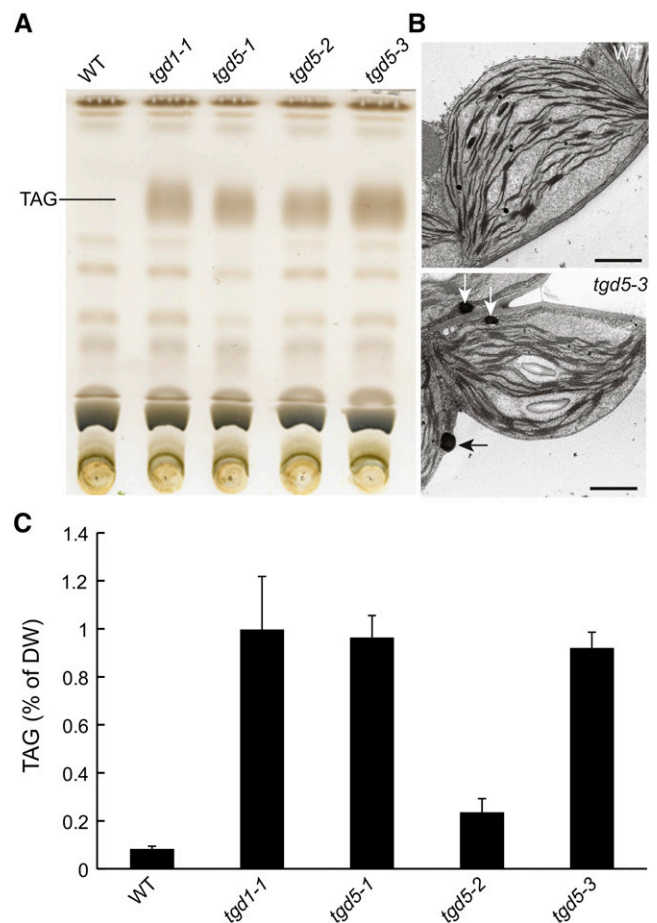 A
WT
tgd1-1
tgd5-1
tgd5-2
tgd5-3
TAG
B
WT
tgd5-3
C
TAG (% of DW)
1.4
1.2
1
0.8
0.6
0.4
0.2
0
WT
tgd1-1
tgd5-1
tgd5-2
tgd5-3